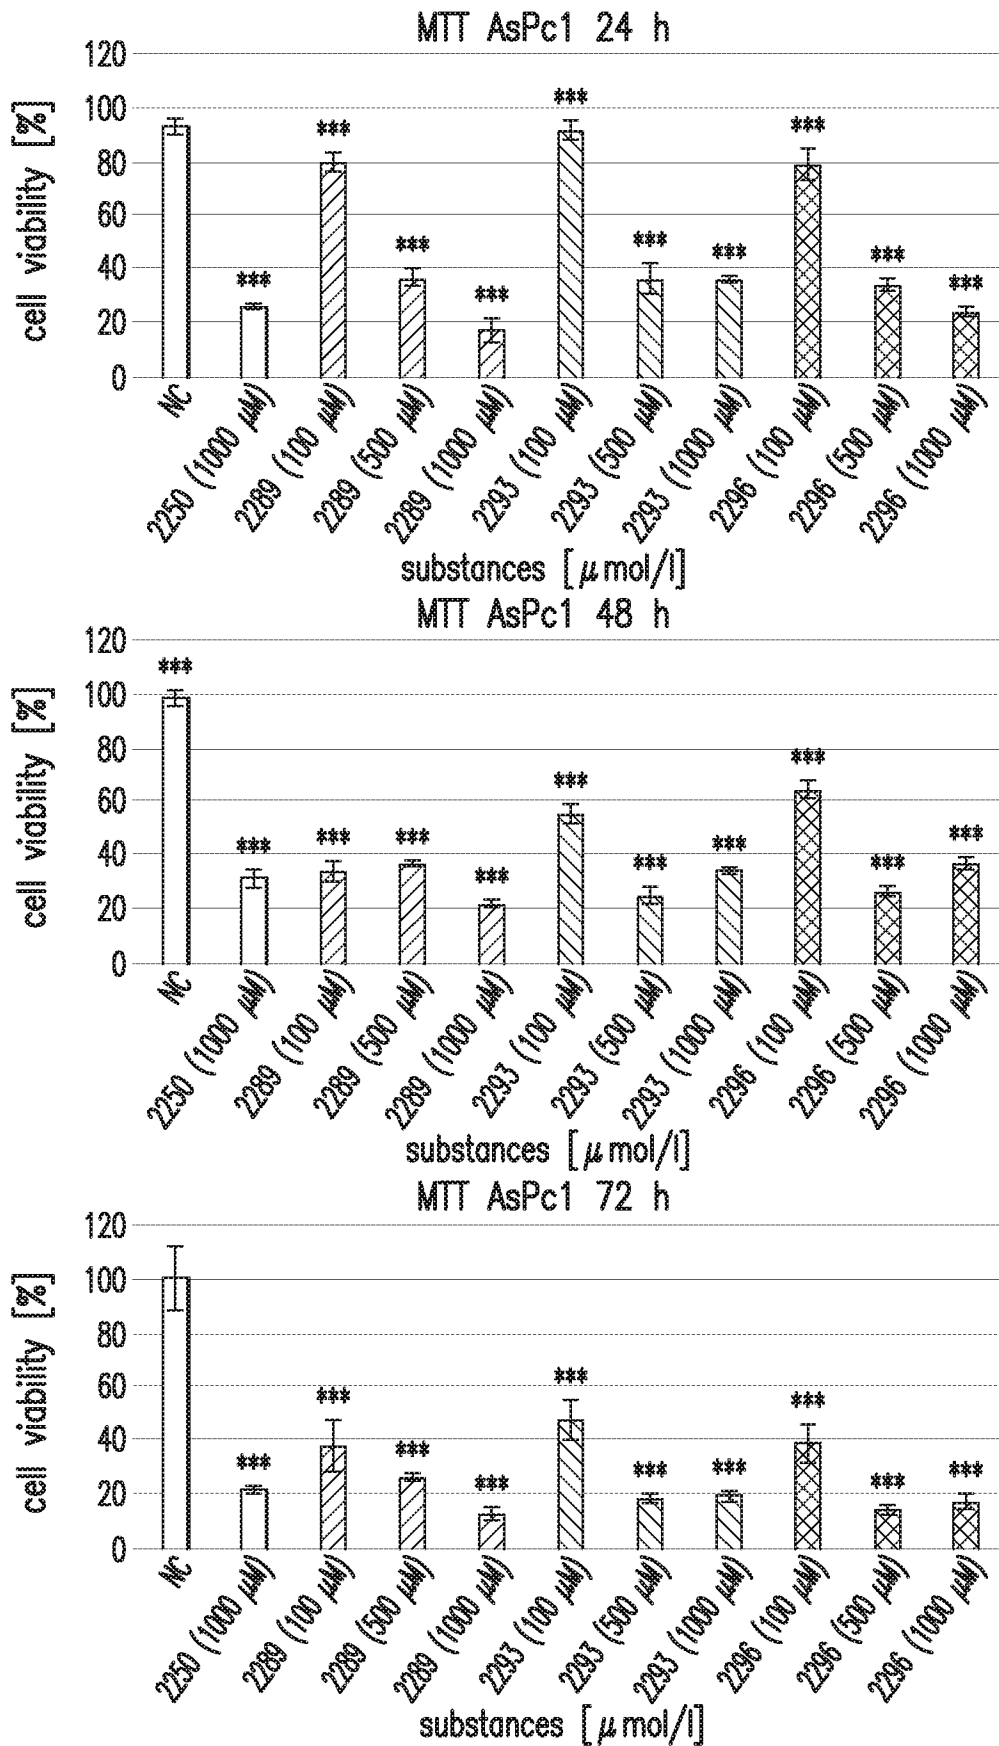 MTT AsPc1 24 h
cell viability [%]
120
100
80
60
40
20
0
***
***
***
***
***
***
***
***
***
***
NC
2250 (1000 μM)
2289 (100 μM)
2289 (500 μM)
2289 (1000 μM)
2293 (100 μM)
2293 (500 μM)
2293 (1000 μM)
2296 (100 μM)
2296 (500 μM)
2296 (1000 μM)
substances [μmol/l]
MTT AsPc1 48 h
cell viability [%]
120
100
80
60
40
20
0
***
***
***
***
***
***
***
***
***
***
***
NC
2250 (1000 μM)
2289 (100 μM)
2289 (500 μM)
2289 (1000 μM)
2293 (100 μM)
2293 (500 μM)
2293 (1000 μM)
2296 (100 μM)
2296 (500 μM)
2296 (1000 μM)
substances [μmol/l]
MTT AsPc1 72 h
cell viability [%]
120
100
80
60
40
20
0
***
***
***
***
***
***
***
***
***
***
NC
2250 (1000 μM)
2289 (100 μM)
2289 (500 μM)
2289 (1000 μM)
2293 (100 μM)
2293 (500 μM)
2293 (1000 μM)
2296 (100 μM)
2296 (500 μM)
2296 (1000 μM)
substances [μmol/l]